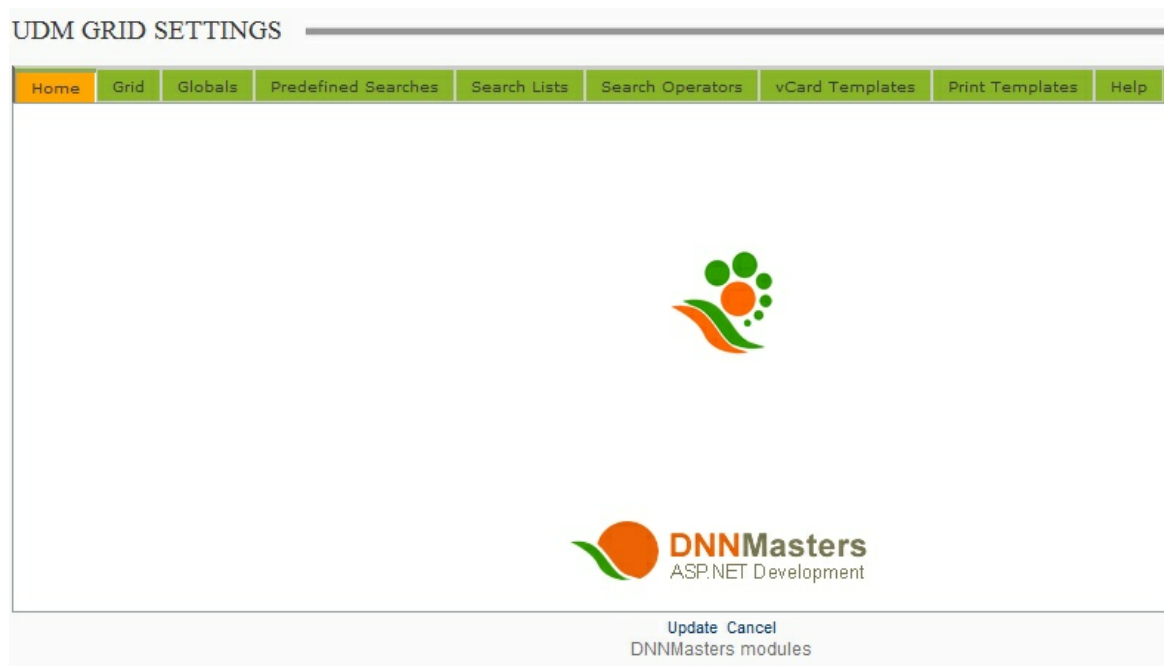 UDM GRID SETTINGS
Home Grid Globals Predefined Searches Search Lists Search Operators vCard Templates Print Templates Help
DNNMasters
ASP.NET Development
Update Cancel
DNNMasters modules